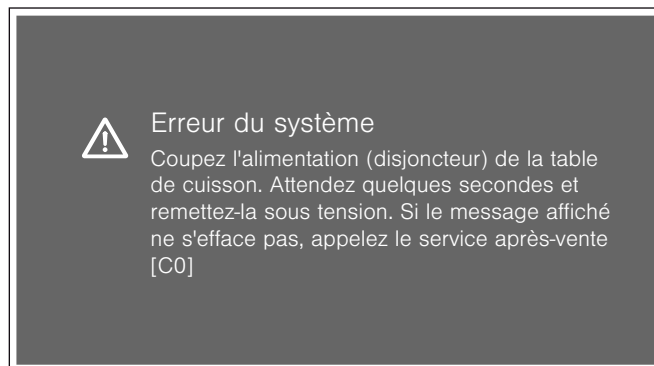 Erreur du système
Coupez l'alimentation (disjoncteur) de la table
de cuisson. Attendez quelques secondes et
remettez-la sous tension. Si le message affiché
ne s'efface pas, appelez le service après-vente
[C0]